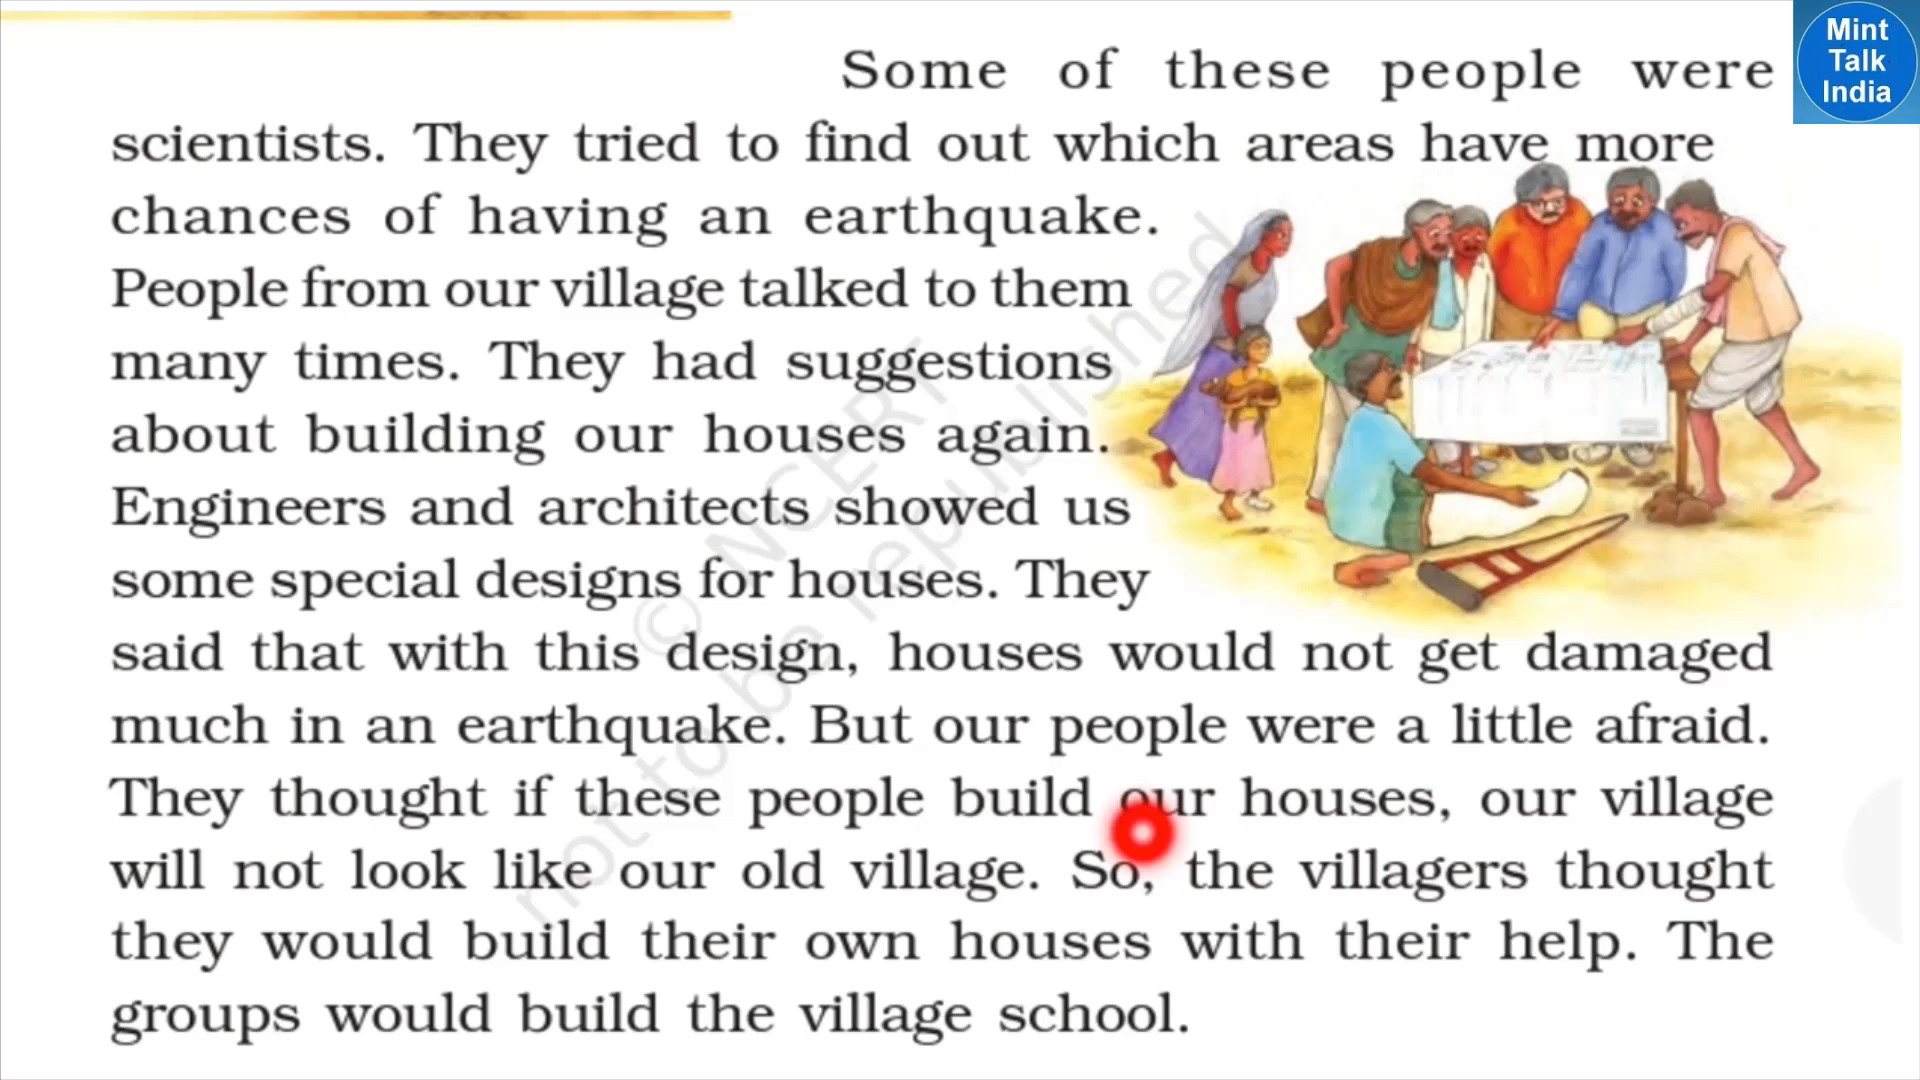 Mint
Talk
India
Some of these people were
scientists. They tried to find out which areas have more
chances of having an earthquake.
People from our village talked to them
many times. They had suggestions
about building our houses again.
Engineers and architects showed us
some special designs for houses. They
said that with this design, houses would not get damaged
much in an earthquake. But our people were a little afraid.
They thought if these people build our houses, our village
will not look like our old village. So, the villagers thought
they would build their own houses with their help. The
groups would build the village school.
© NCERT
not to be republished